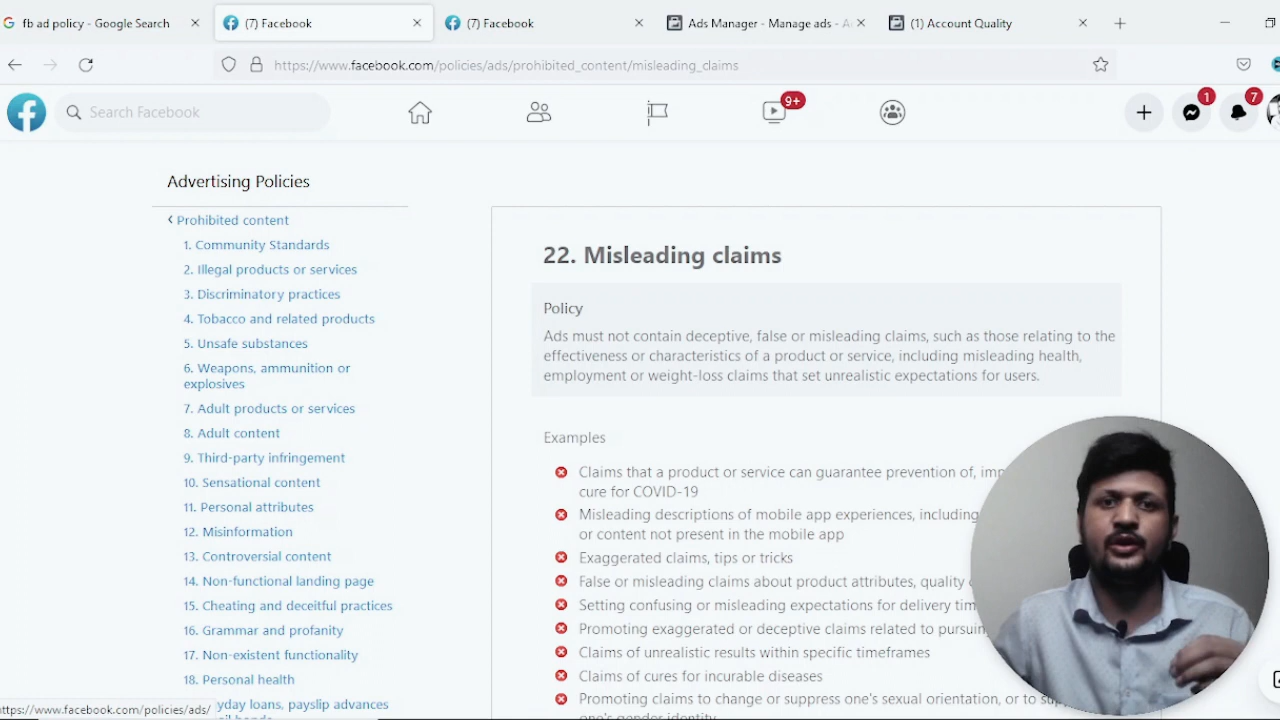 fb ad policy - Google Search
(7) Facebook
(7) Facebook
Ads Manager - Manage ads -
(1) Account Quality
https://www.facebook.com/policies/ads/prohibited_content/misleading_claims
Search Facebook
9+
1
7
Advertising Policies
Prohibited content
1. Community Standards
2. Illegal products or services
3. Discriminatory practices
4. Tobacco and related products
5. Unsafe substances
6. Weapons, ammunition or
explosives
7. Adult products or services
8. Adult content
9. Third-party infringement
10. Sensational content
11. Personal attributes
12. Misinformation
13. Controversial content
14. Non-functional landing page
15. Cheating and deceitful practices
16. Grammar and profanity
17. Non-existent functionality
18. Personal health
yday loans, payslip advances
https://www.facebook.com/policies/ads/
22. Misleading claims
Policy
Ads must not contain deceptive, false or misleading claims, such as those relating to the
effectiveness or characteristics of a product or service, including misleading health,
employment or weight-loss claims that set unrealistic expectations for users.
Examples
Claims that a product or service can guarantee prevention of,
cure for COVID-19
Misleading descriptions of mobile app experiences, including
or content not present in the mobile app
Exaggerated claims, tips or tricks
False or misleading claims about product attributes, quality
Setting confusing or misleading expectations for delivery
Promoting exaggerated or deceptive claims related to
Claims of unrealistic results within specific timeframes
Claims of cures for incurable diseases
Promoting claims to change or suppress one's sexual orientation, or to
one's gender identity